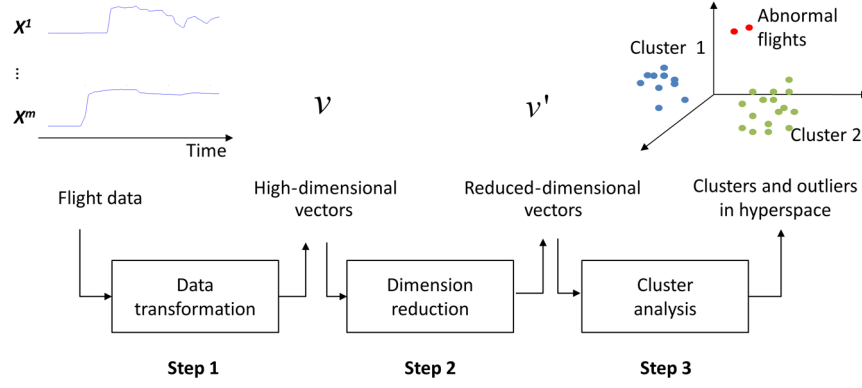 X¹
...
Xᵐ
Time
v
v'
Abnormal
flights
Cluster 1
Cluster 2
Flight data
High-dimensional
vectors
Reduced-dimensional
vectors
Clusters and outliers
in hyperspace
Data
transformation
Dimension
reduction
Cluster
analysis
Step 1
Step 2
Step 3